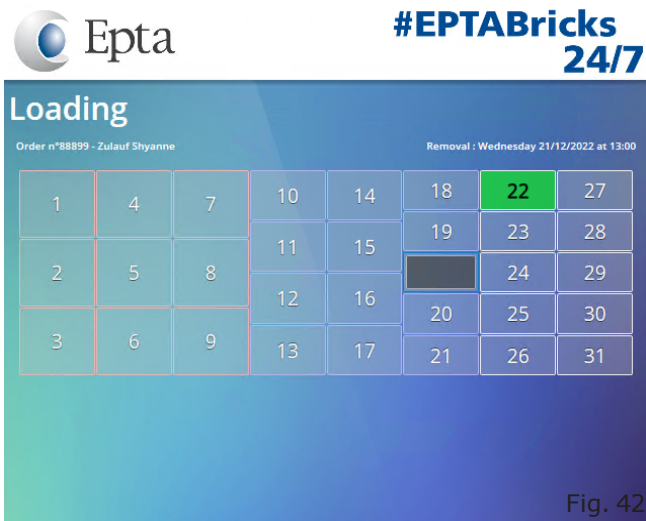 Epta
#EPTABricks
24/7
Loading
Order n°88899 - Zulauf Shyanne
Removal : Wednesday 21/12/2022 at 13:00
1 4 7 10 14 18 22 27
11 15 19 23 28
2 5 8 24 29
12 16 20 25 30
3 6 9 13 17 21 26 31
Fig. 42